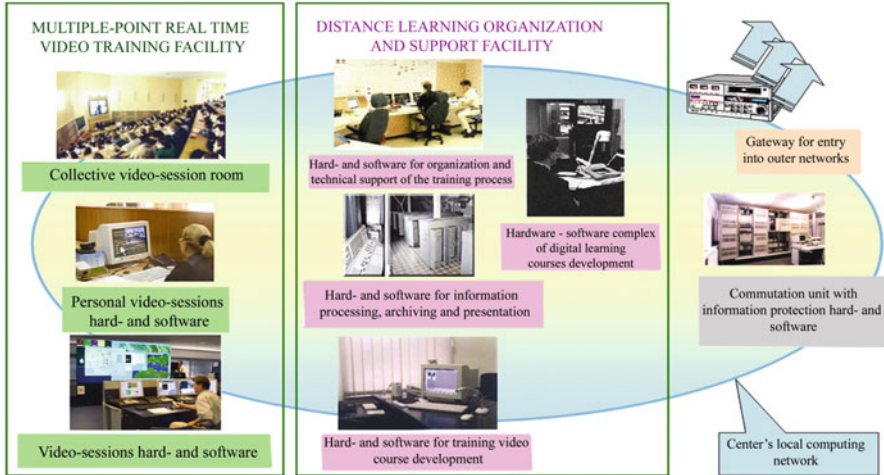 MULTIPLE-POINT REAL TIME
VIDEO TRAINING FACILITY
Collective video-session room
Personal video-sessions
hard- and software
Video-sessions hard- and software
DISTANCE LEARNING ORGANIZATION
AND SUPPORT FACILITY
Hard- and software for organization and
technical support of the training process
Hardware - software complex
of digital learning
courses development
Hard- and software for information
processing, archiving and presentation
Hard- and software for training video
course development
Gateway for entry
into outer networks
Commutation unit with
information protection hard- and
software
Center's local computing
network